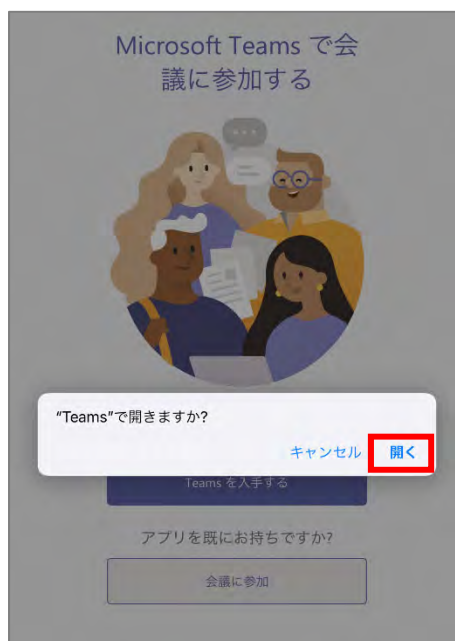 Microsoft Teams で会
議に参加する
"Teams"で開きますか?
キャンセル 開く
Teams を入手する
アプリを既にお持ちですか?
会議に参加